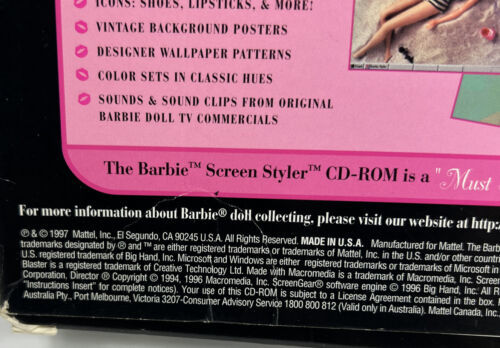 ICONS: SHOES, LIPSTICKS, & MORE!
VINTAGE BACKGROUND POSTERS
DESIGNER WALLPAPER PATTERNS
COLOR SETS IN CLASSIC HUES
SOUNDS & SOUND CLIPS FROM ORIGINAL
BARBIE DOLL TV COMMERCIALS
The Barbie™ Screen Styler™ CD-ROM is a "Must
For more information about Barbie® doll collecting, please visit our website at http:
℗ & © 1997 Mattel, Inc., El Segundo, CA 90245 U.S.A. All Rights Reserved. MADE IN U.S.A. Manufactured for Mattel. The Barb
trademarks designated by ® and ™ are either registered trademarks or trademarks of Mattel, Inc. in the U.S. and/or other countri
U.S. registered trademark of Big Hand, Inc. Microsoft and Windows are either registered trademarks or trademarks of Microsoft in
Blaster is a registered trademark of Creative Technology Ltd. Made with Macromedia is a trademark of Macromedia, Inc. Screen
Corporation. Director ® Copyright © 1994, 1996 Macromedia, Inc. ScreenGear® software engine © 1996 Big Hand, Inc. All R
"Instructions Insert" for complete notices). Your use of this CD-ROM is subject to a License Agreement contained in the box. M
Australia Pty., Port Melbourne, Victoria 3207-Consumer Advisory Service 1800 800 812 (Valid only in Australia). Mattel Canada, Inc.,